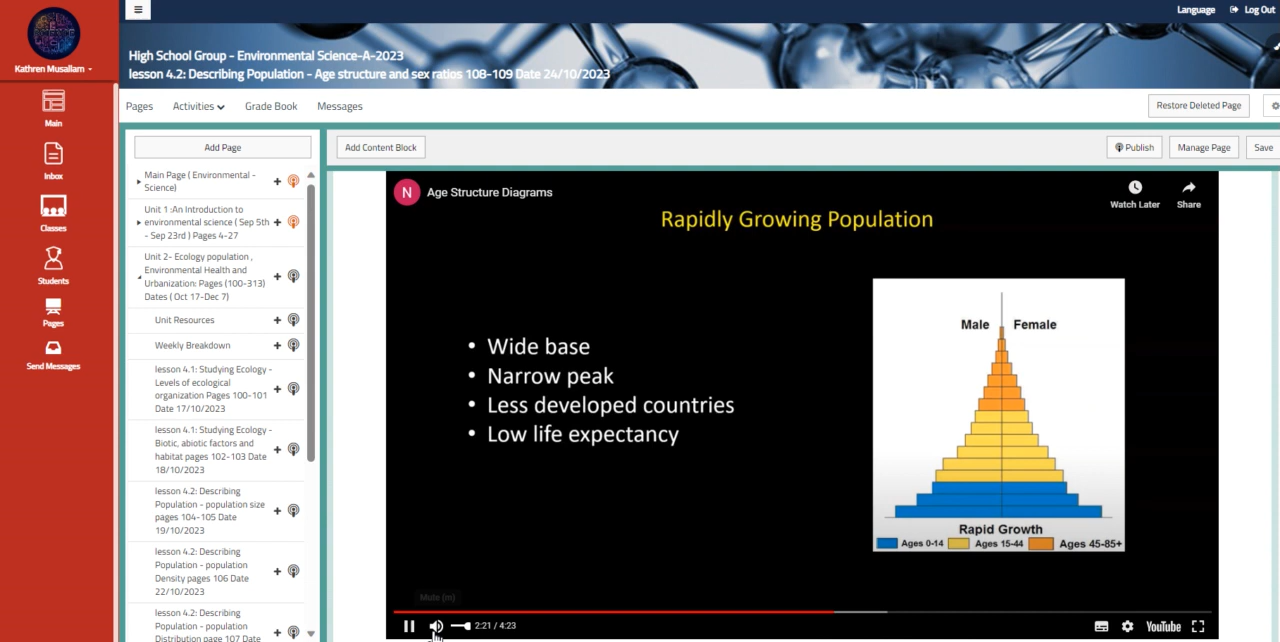 Language
Log Out
Kathren Musallam
High School Group - Environmental Science-A-2023
lesson 4.2: Describing Population - Age structure and sex ratios 108-109 Date 24/10/2023
Pages
Activities
Grade Book
Messages
Restore Deleted Page
Main
Inbox
Classes
Students
Pages
Send Messages
Add Page
Main Page ( Environmental -
Science)
Unit 1 :An Introduction to
environmental science ( Sep 5th
- Sep 23rd ) Pages 4-27
Unit 2- Ecology population ,
Environmental Health and
Urbanization: Pages (100-313)
Dates ( Oct 17-Dec 7)
Unit Resources
Weekly Breakdown
lesson 4.1: Studying Ecology -
Levels of ecological
organization Pages 100-101
Date 17/10/2023
lesson 4.1: Studying Ecology -
Biotic, abiotic factors and
habitat pages 102-103 Date
18/10/2023
lesson 4.2: Describing
Population - population size
pages 104-105 Date
19/10/2023
lesson 4.2: Describing
Population - population
Density pages 106 Date
22/10/2023
lesson 4.2: Describing
Population - population
Distribution page 107 Date
Add Content Block
Publish
Manage Page
Save
N
Age Structure Diagrams
Watch Later
Share
Rapidly Growing Population
• Wide base
• Narrow peak
• Less developed countries
• Low life expectancy
Male Female
Rapid Growth
Ages 0-14 Ages 15-44 Ages 45-85+
Mute (m)
2:21 / 4:23
YouTube